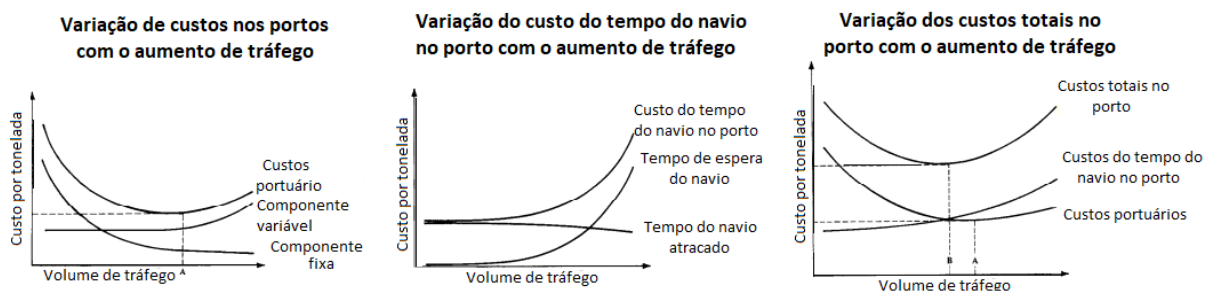 Variação de custos nos portos
com o aumento de tráfego
Custo por tonelada
Custos
portuário
Componente
variável
Componente
fixa
Volume de tráfego
A
Variação do custo do tempo do navio
no porto com o aumento de tráfego
Custo por tonelada
Custo do tempo
do navio no porto
Tempo de espera
do navio
Tempo do navio
atracado
Volume de tráfego
Variação dos custos totais no
porto com o aumento de tráfego
Custo por tonelada
Custos totais no
porto
Custos do tempo do
navio no porto
Custos portuários
B A
Volume de tráfego